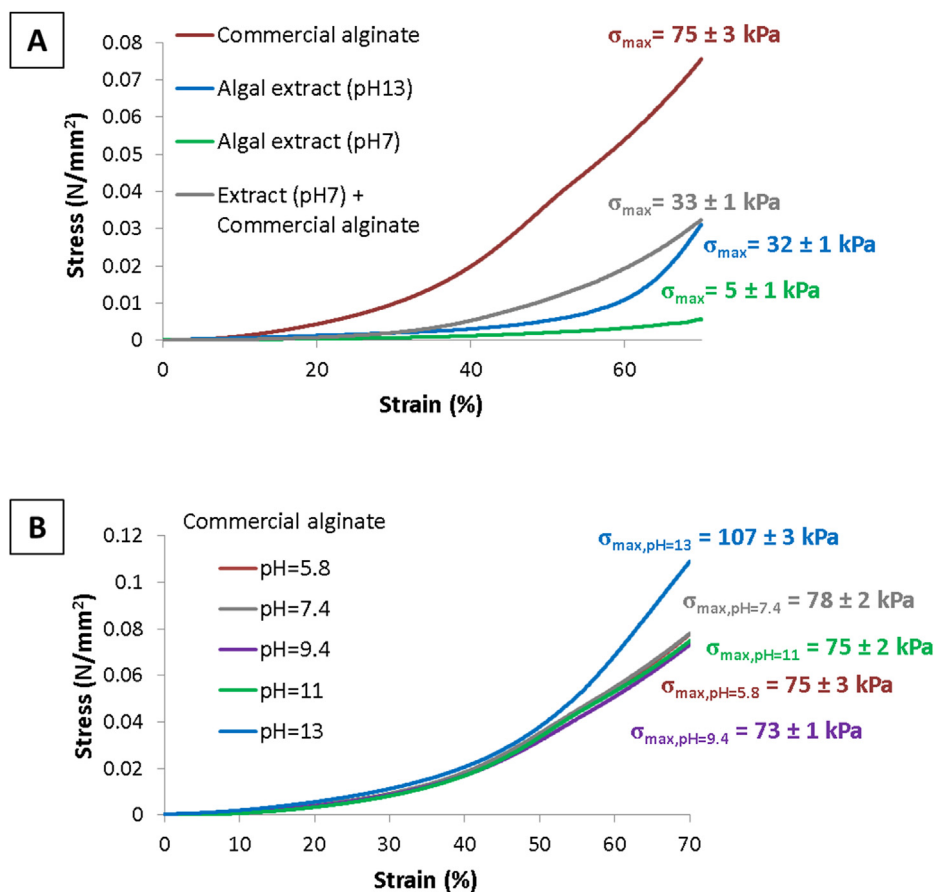 A
0.08
0.07
0.06
0.05
0.04
0.03
0.02
0.01
0
Stress (N/mm²)
Commercial alginate
Algal extract (pH13)
Algal extract (pH7)
Extract (pH7) +
Commercial alginate
σmax= 75 ± 3 kPa
σmax= 33 ± 1 kPa
σmax= 32 ± 1 kPa
σmax= 5 ± 1 kPa
0 20 40 60
Strain (%)
B
Commercial alginate
0.12
0.1
0.08
0.06
0.04
0.02
0
Stress (N/mm²)
pH=5.8
pH=7.4
pH=9.4
pH=11
pH=13
σmax,pH=13 = 107 ± 3 kPa
σmax,pH=7.4 = 78 ± 2 kPa
σmax,pH=11 = 75 ± 2 kPa
σmax,pH=5.8 = 75 ± 3 kPa
σmax,pH=9.4 = 73 ± 1 kPa
0 10 20 30 40 50 60 70
Strain (%)